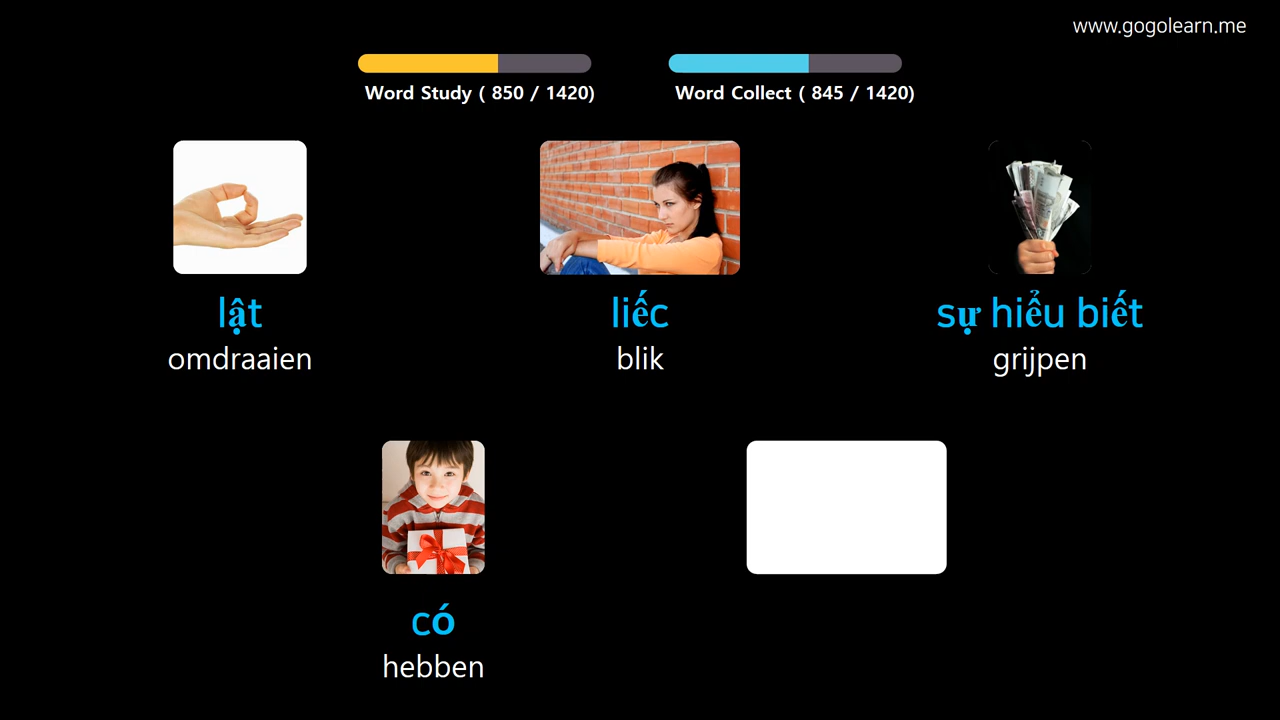 www.gogolearn.me
Word Study ( 850 / 1420)
Word Collect ( 845 / 1420)
lật
omdraaien
liếc
blik
sự hiểu biết
grijpen
có
hebben